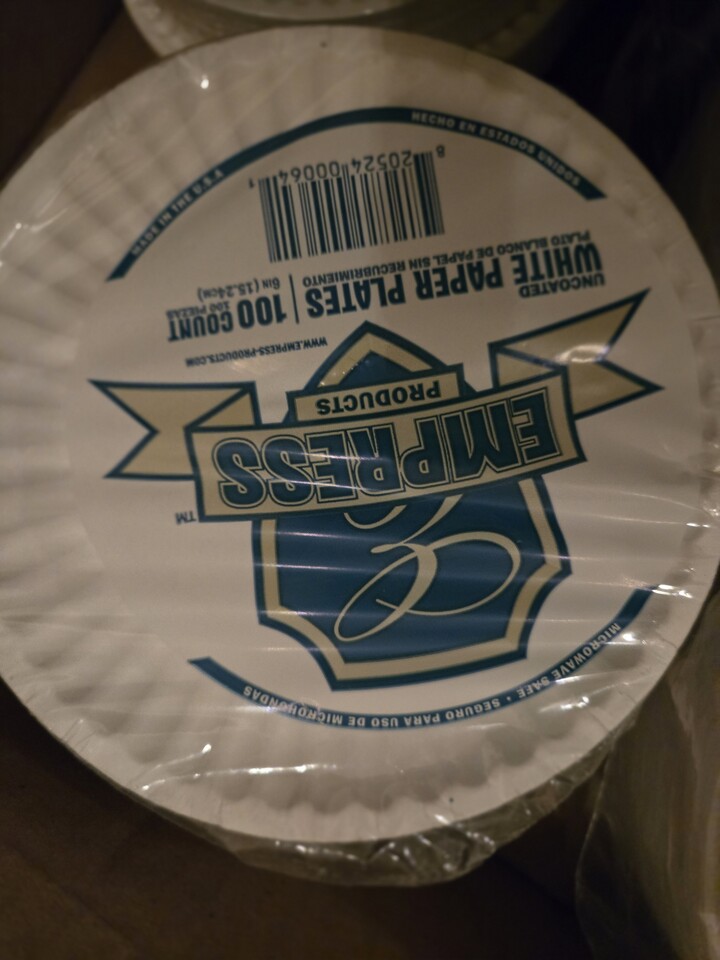 MICROWAVE SAFE • SEGURO PARA USO DE MICROHONDAS
EMPRESS
TM
PRODUCTS
WWW.EMPRESS-PRODUCTS.COM
UNCOATED
WHITE PAPER PLATES | 100 COUNT
PLATO BLANCO DE PAPEL SIN RECUBRIMIENTO
100 PIEZAS
6in (15.24cm)
8 20524 00064 1
MADE IN THE U.S.A
HECHO EN ESTADOS UNIDOS